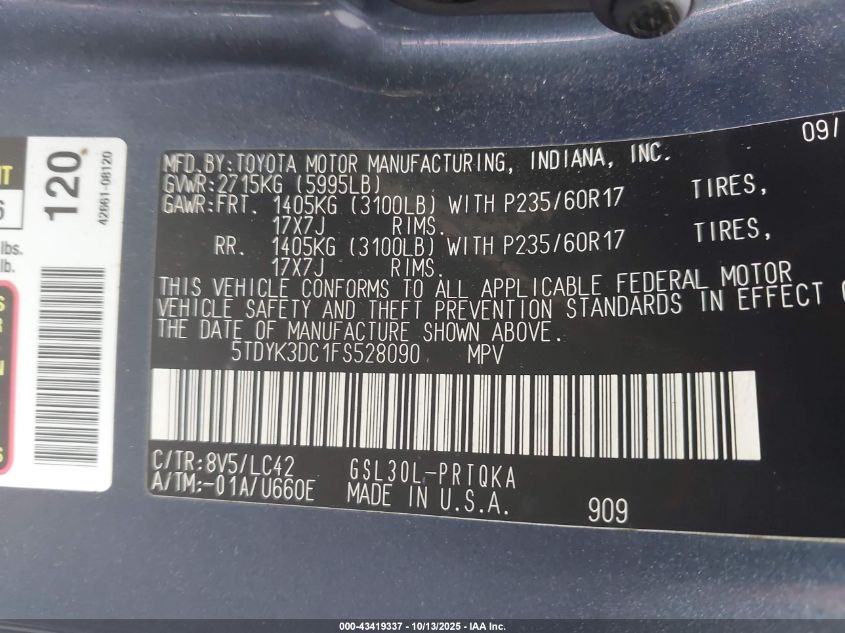 09/
MFD.BY:TOYOTA MOTOR MANUFACTURING, INDIANA, INC.
GVWR:2715KG (5995LB)
GAWR:FRT. 1405KG (3100LB) WITH P235/60R17 TIRES,
17X7J RIMS.
RR. 1405KG (3100LB) WITH P235/60R17 TIRES,
17X7J RIMS.
THIS VEHICLE CONFORMS TO ALL APPLICABLE FEDERAL MOTOR
VEHICLE SAFETY AND THEFT PREVENTION STANDARDS IN EFFECT
THE DATE OF MANUFACTURE SHOWN ABOVE.
5TDYK3DC1FS528090 MPV
C/TR:8V5/LC42 GSL30L-PRTQKA
A/TM:-01A/U660E MADE IN U.S.A.
909
120
42661-08120
lbs.
lb.
000-43419337 - 10/13/2025 - IAA Inc.